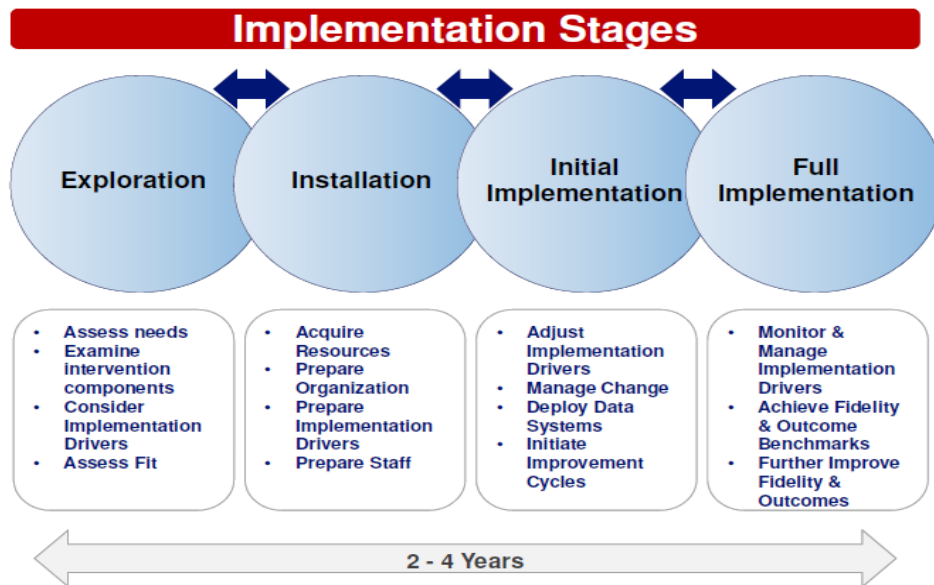 Implementation Stages
Exploration
Installation
Initial
Implementation
Full
Implementation
• Assess needs
• Examine
intervention
components
• Consider
Implementation
Drivers
• Assess Fit
• Acquire
Resources
• Prepare
Organization
• Prepare
Implementation
Drivers
• Prepare Staff
• Adjust
Implementation
Drivers
• Manage Change
• Deploy Data
Systems
• Initiate
Improvement
Cycles
• Monitor &
Manage
Implementation
Drivers
• Achieve Fidelity
& Outcome
Benchmarks
• Further Improve
Fidelity &
Outcomes
2 - 4 Years